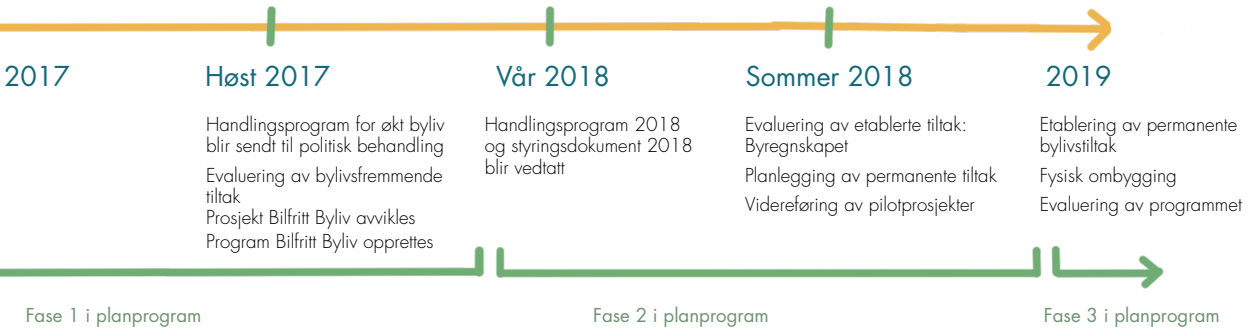 2017
Høst 2017
Handlingsprogram for økt byliv
blir sendt til politisk behandling
Evaluering av bylivsfremmende
tiltak
Prosjekt Bilfritt Byliv avvikles
Program Bilfritt Byliv opprettes
Vår 2018
Handlingsprogram 2018
og styringsdokument 2018
blir vedtatt
Sommer 2018
Evaluering av etablerte tiltak:
Byregnskapet
Planlegging av permanente tiltak
Videreføring av pilotprosjekter
2019
Etablering av permanente
bylivstiltak
Fysisk ombygging
Evaluering av programmet
Fase 1 i planprogram
Fase 2 i planprogram
Fase 3 i planprogram